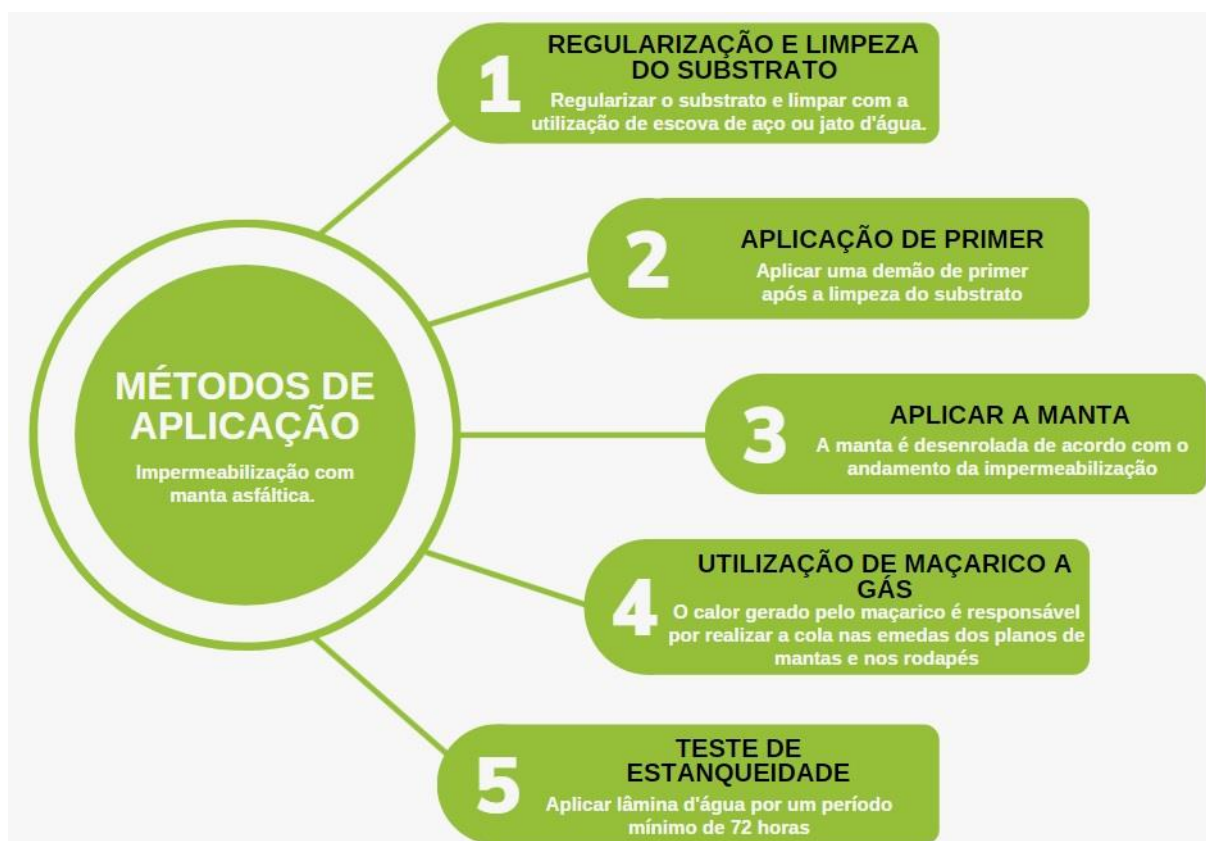 MÉTODOS DE
APLICAÇÃO
Impermeabilização com
manta asfáltica.
1
REGULARIZAÇÃO E LIMPEZA
DO SUBSTRATO
Regularizar o substrato e limpar com a
utilização de escova de aço ou jato d'água.
2
APLICAÇÃO DE PRIMER
Aplicar uma demão de primer
após a limpeza do substrato
3
APLICAR A MANTA
A manta é desenrolada de acordo com o
andamento da impermeabilização
4
UTILIZAÇÃO DE MAÇARICO A
GÁS
O calor gerado pelo maçarico é responsável
por realizar a cola nas emedas dos planos de
mantas e nos rodapés
5
TESTE DE
ESTANQUEIDADE
Aplicar lâmina d'água por um período
mínimo de 72 horas